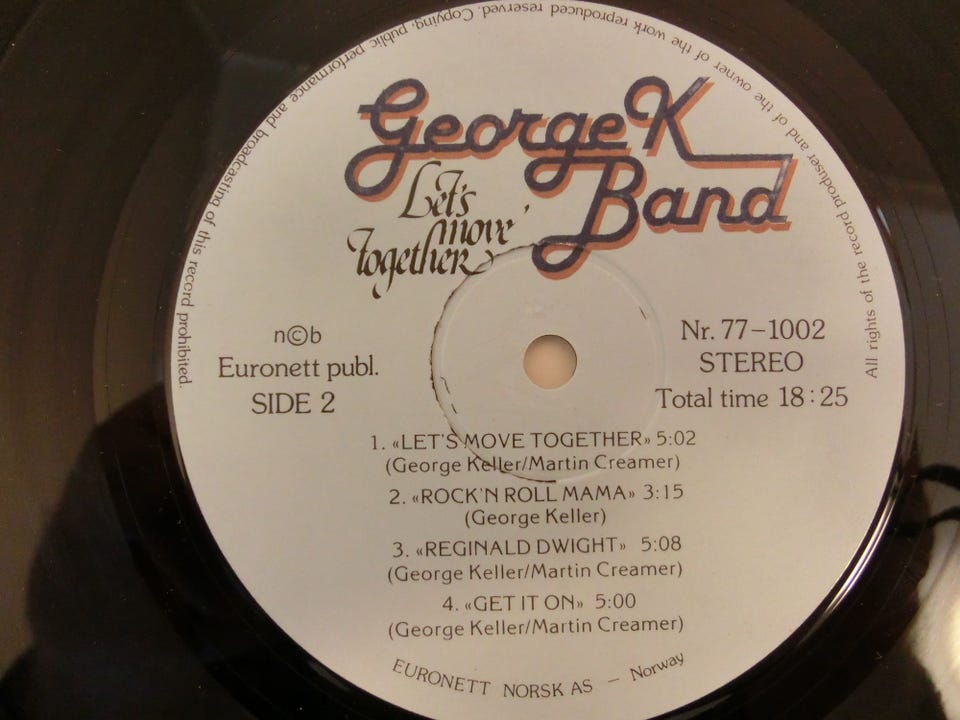 George K
Band
Let's
move
together
n©b
Euronett publ.
SIDE 2
Nr. 77-1002
STEREO
Total time 18:25
1. «LET'S MOVE TOGETHER» 5:02
(George Keller/Martin Creamer)
2. «ROCK'N ROLL MAMA» 3:15
(George Keller)
3. «REGINALD DWIGHT» 5:08
(George Keller/Martin Creamer)
4. «GET IT ON» 5:00
(George Keller/Martin Creamer)
EURONETT NORSK AS – Norway
All rights of the record produser and of the owner of the work reproduced reserved. Copying, public performance and broadcasting of this record prohibited.